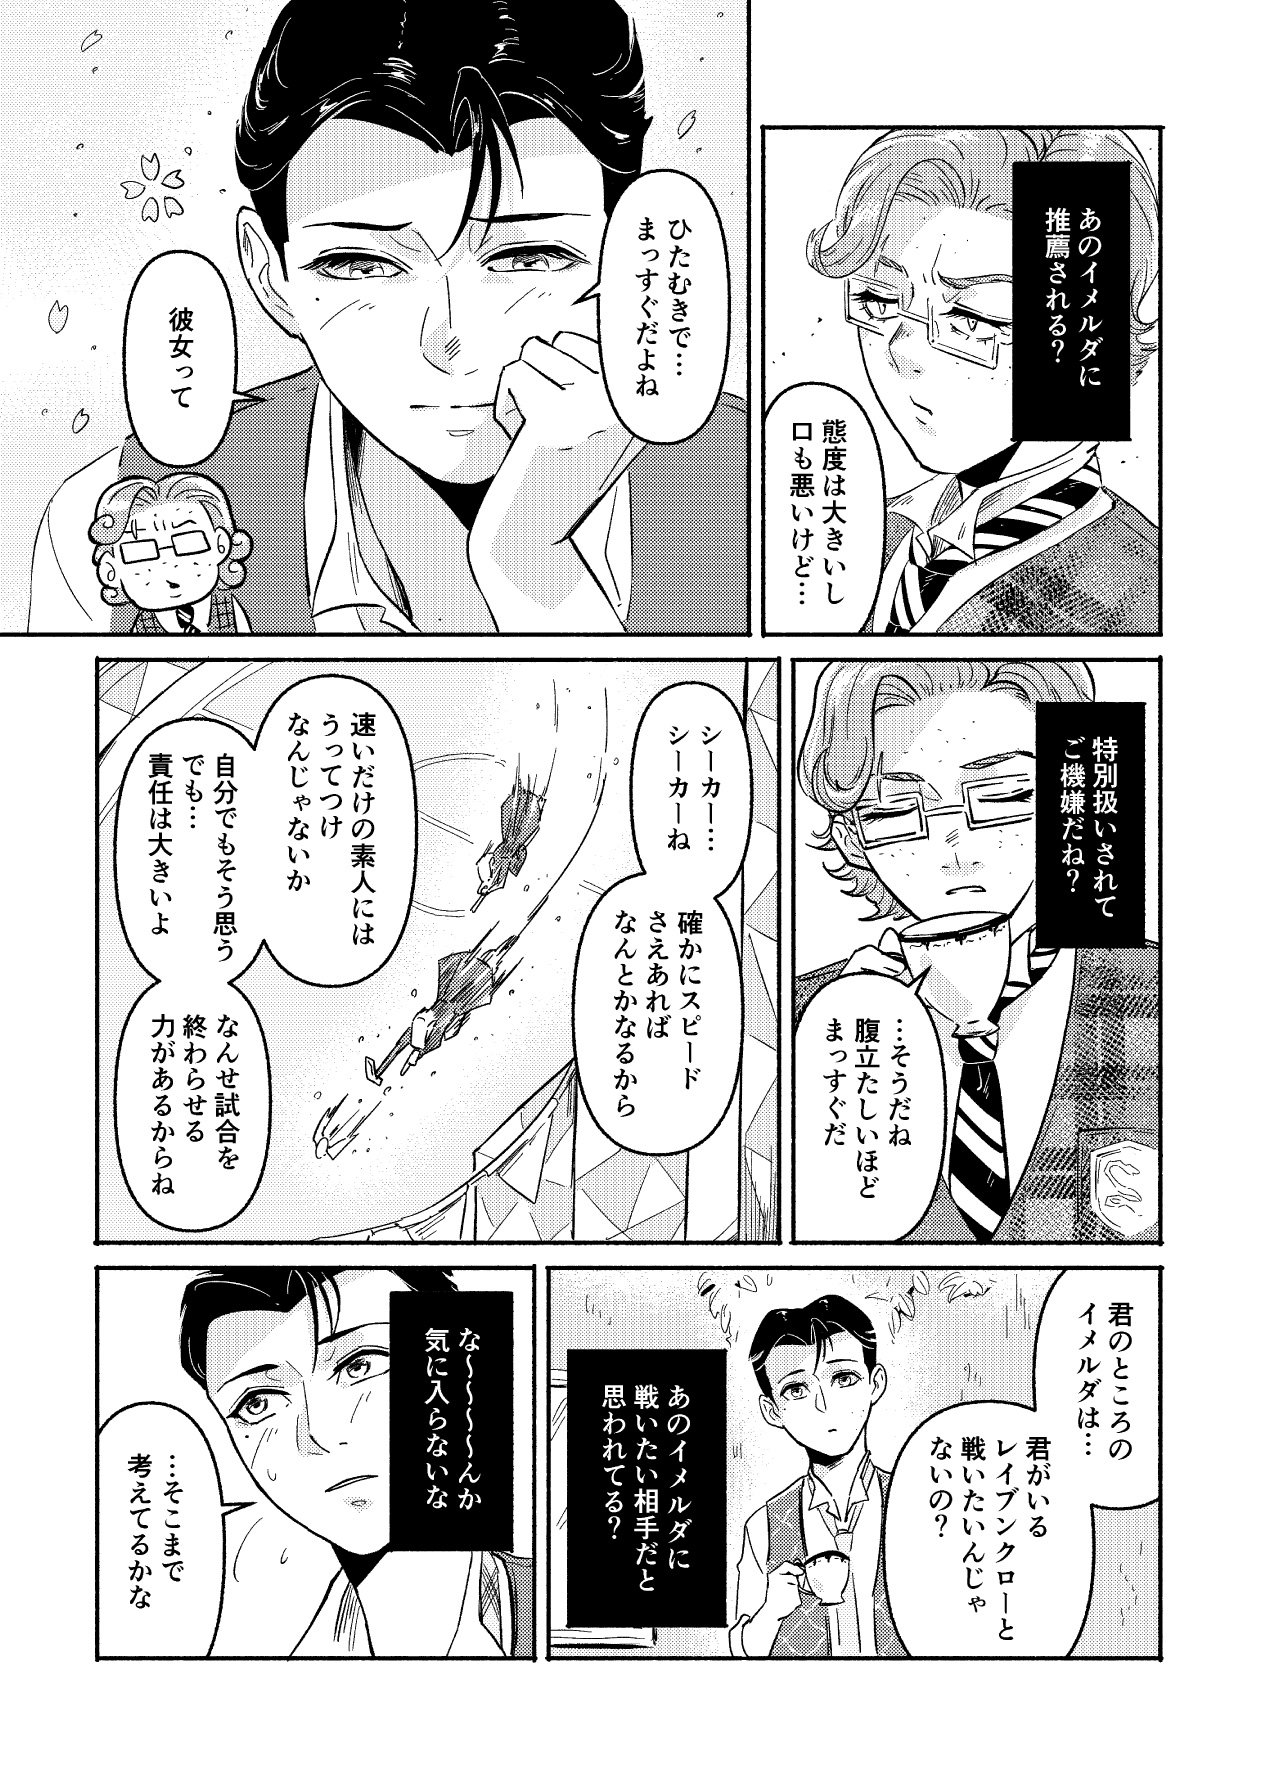 あのイメルダに
推薦される？
態度は大きいし
口も悪いけど…
ひたむきで…
まっすぐだよね
彼女って
特別扱いされて
ご機嫌だね？
…そうだね
腹立たしいほど
まっすぐだ
シーカー…
シーカーね
確かにスピード
さえあれば
なんとかなるから
速いだけの素人には
うってつけ
なんじゃないか
自分でもそう思う
でも…
責任は大きいよ
なんせ試合を
終わらせる
力があるからね
君のところの
イメルダは…
君がいる
レイブンクローと
戦いたいんじゃ
ないの？
あのイメルダに
戦いたい相手だと
思われてる？
な〜〜〜〜んか
気に入らないな
…そこまで
考えてるかな